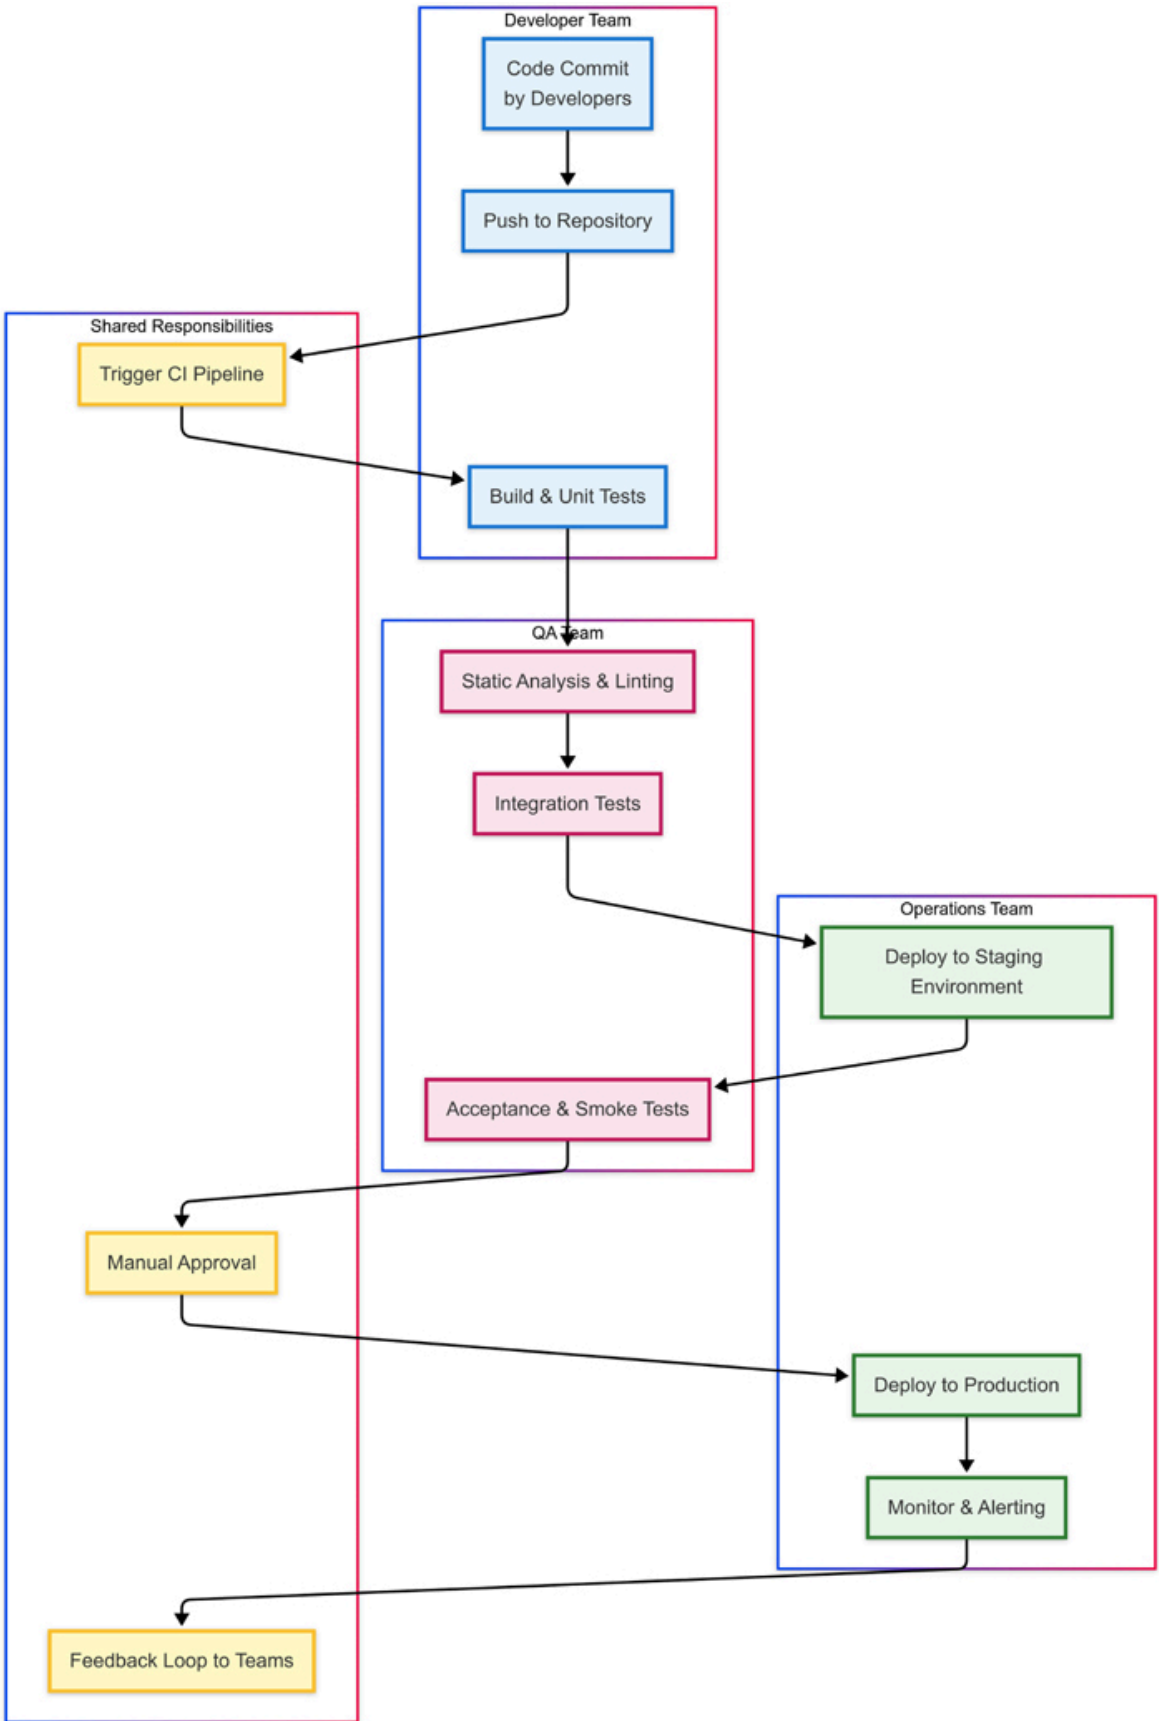 Developer Team
Code Commit
by Developers
Push to Repository
Shared Responsibilities
Trigger CI Pipeline
Build & Unit Tests
QA Team
Static Analysis & Linting
Integration Tests
Operations Team
Deploy to Staging
Environment
Acceptance & Smoke Tests
Manual Approval
Deploy to Production
Monitor & Alerting
Feedback Loop to Teams